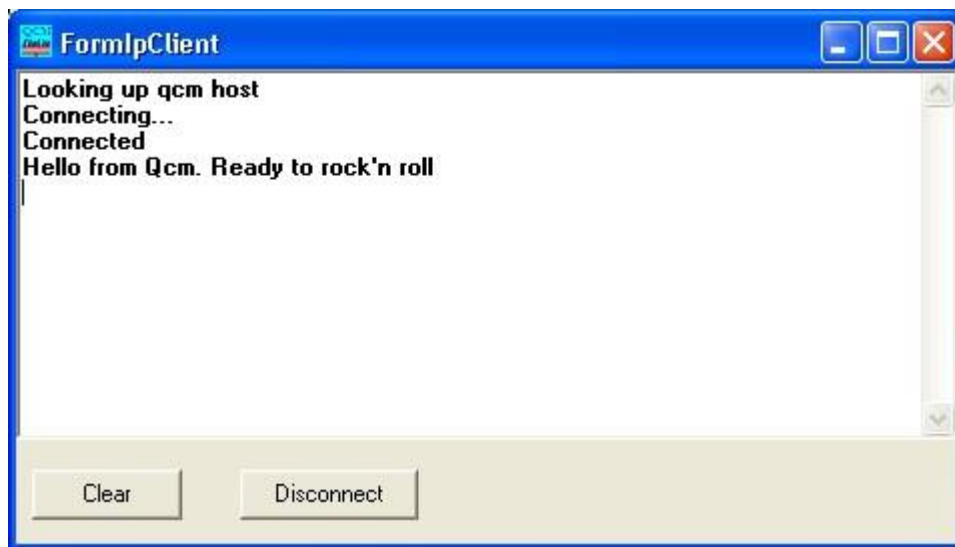 FormIpClient
Looking up qcm host
Connecting...
Connected
Hello from Qcm. Ready to rock'n roll
Clear
Disconnect